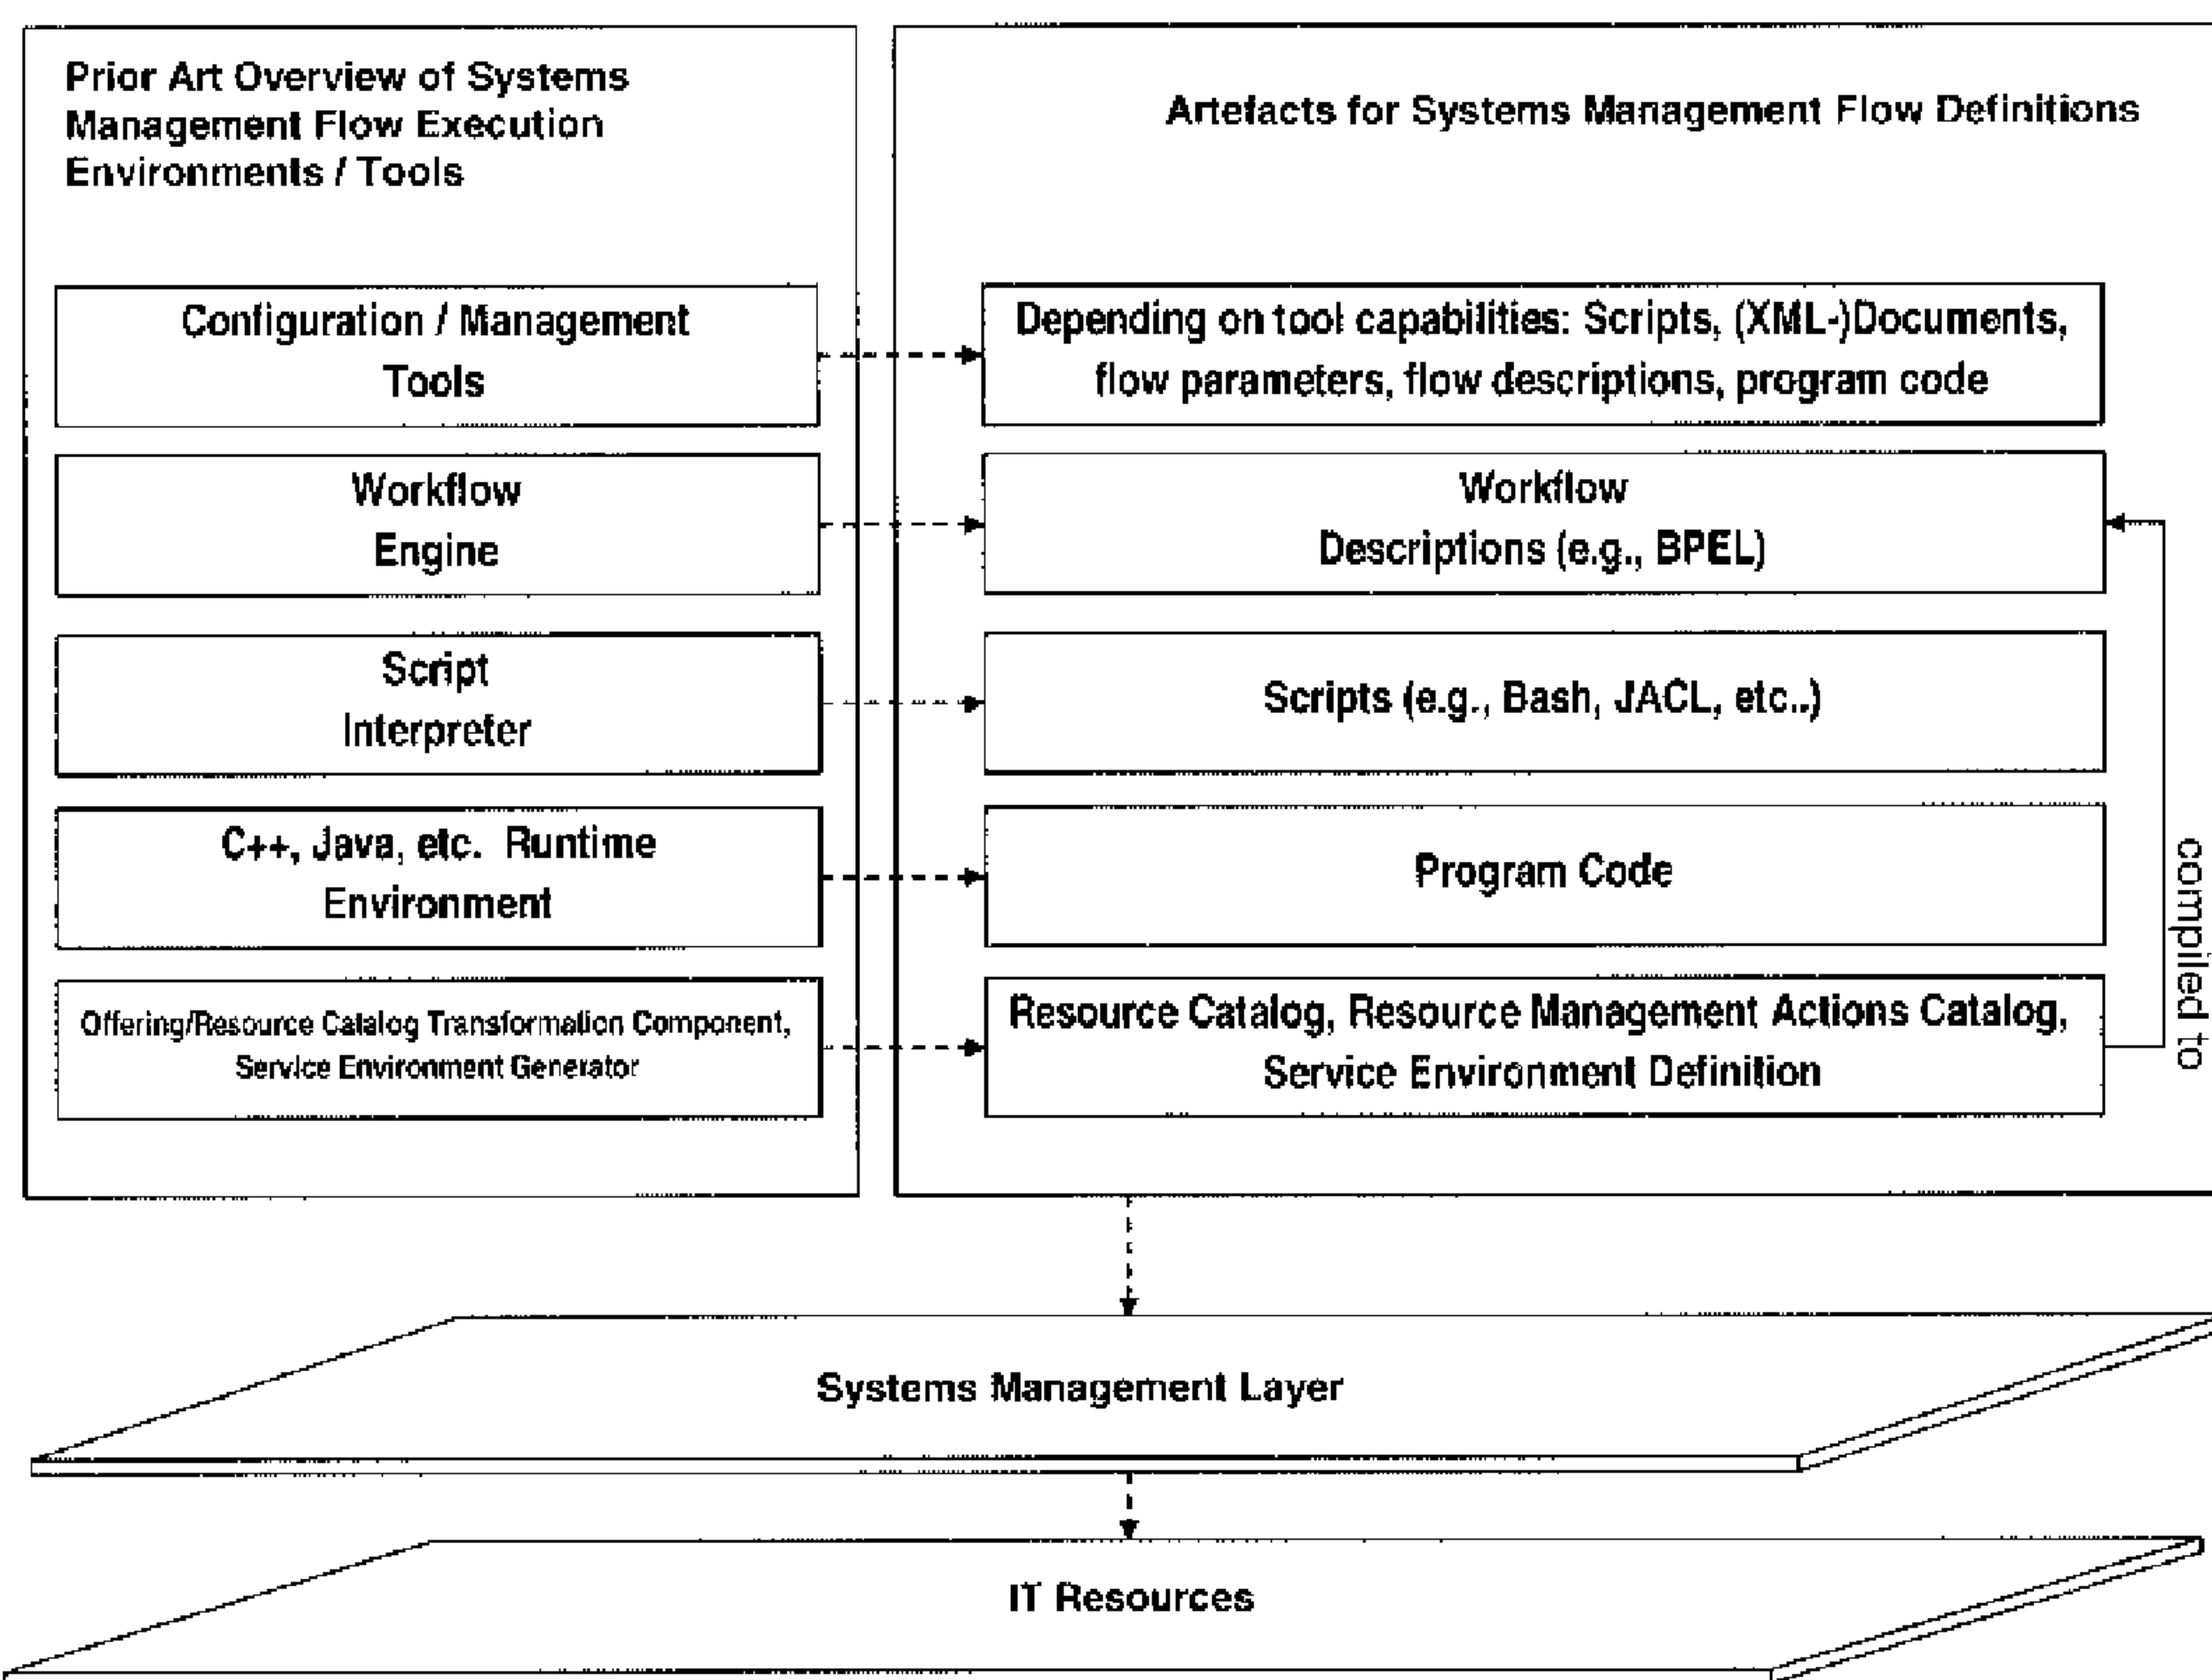 Prior Art Overview of Systems
Management Flow Execution
Environments / Tools
Artefacts for Systems Management Flow Definitions
Configuration / Management
Tools
Depending on tool capabilities: Scripts, (XML-)Documents,
flow parameters, flow descriptions, program code
Workflow
Engine
Workflow
Descriptions (e.g., BPEL)
Script
Interpreter
Scripts (e.g., Bash, JACL, etc..)
C++, Java, etc. Runtime
Environment
Program Code
Offering/Resource Catalog Transformation Component,
Service Environment Generator
Resource Catalog, Resource Management Actions Catalog,
Service Environment Definition
compiled to
Systems Management Layer
IT Resources